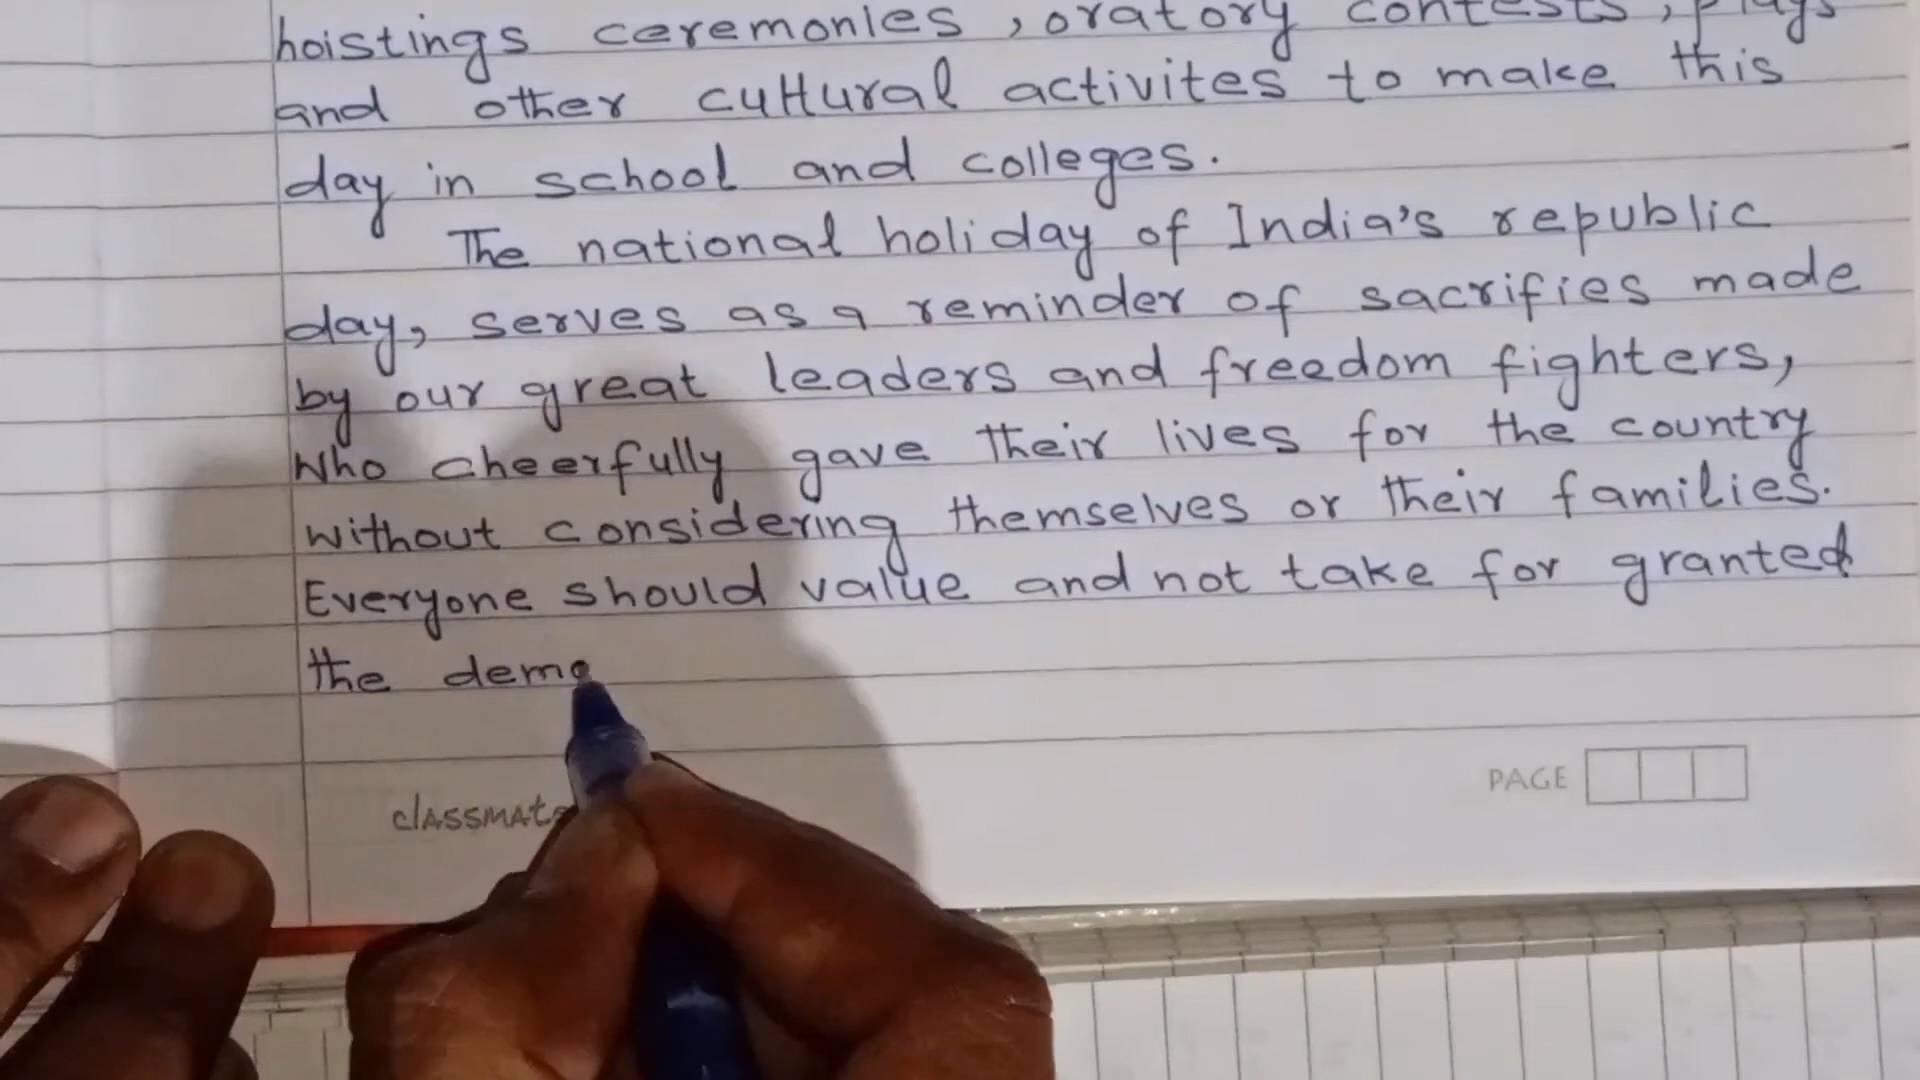 hoistings ceremonies, oratory contests, plays
and other cultural activites to make this
day in school and colleges.
The national holiday of India's republic
day, serves as a reminder of sacrifies made
by our great leaders and freedom fighters,
who cheerfully gave their lives for the country
without considering themselves or their families.
Everyone should value and not take for granted
the demo
classmate
PAGE